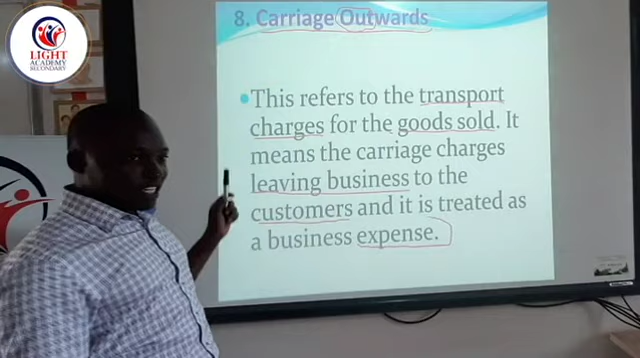 LIGHT
ACADEMY
SECONDARY
8. Carriage Outwards
•This refers to the transport
charges for the goods sold. It
means the carriage charges
leaving business to the
customers and it is treated as
a business expense.